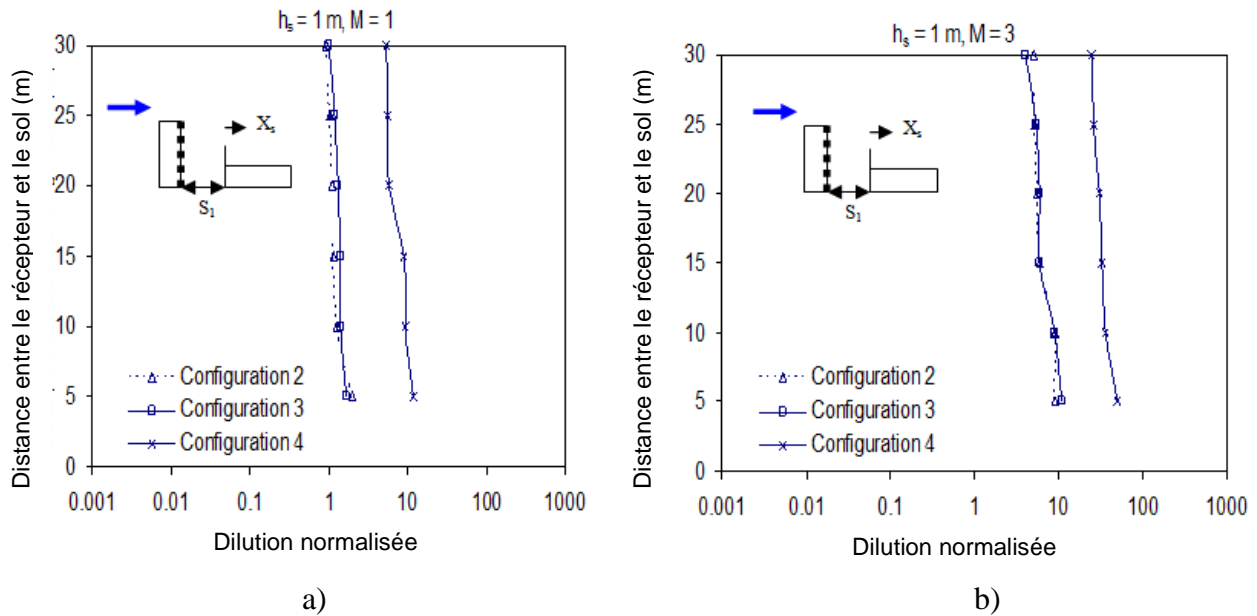 h_s = 1 m, M = 1
Distance entre le récepteur et le sol (m)
30
25
20
15
10
5
0
X_s
S_1
Configuration 2
Configuration 3
Configuration 4
0.001 0.01 0.1 1 10 100 1000
Dilution normalisée
a)
h_s = 1 m, M = 3
Distance entre le récepteur et le sol (m)
30
25
20
15
10
5
0
X_s
S_1
Configuration 2
Configuration 3
Configuration 4
0.001 0.01 0.1 1 10 100 1000
Dilution normalisée
b)